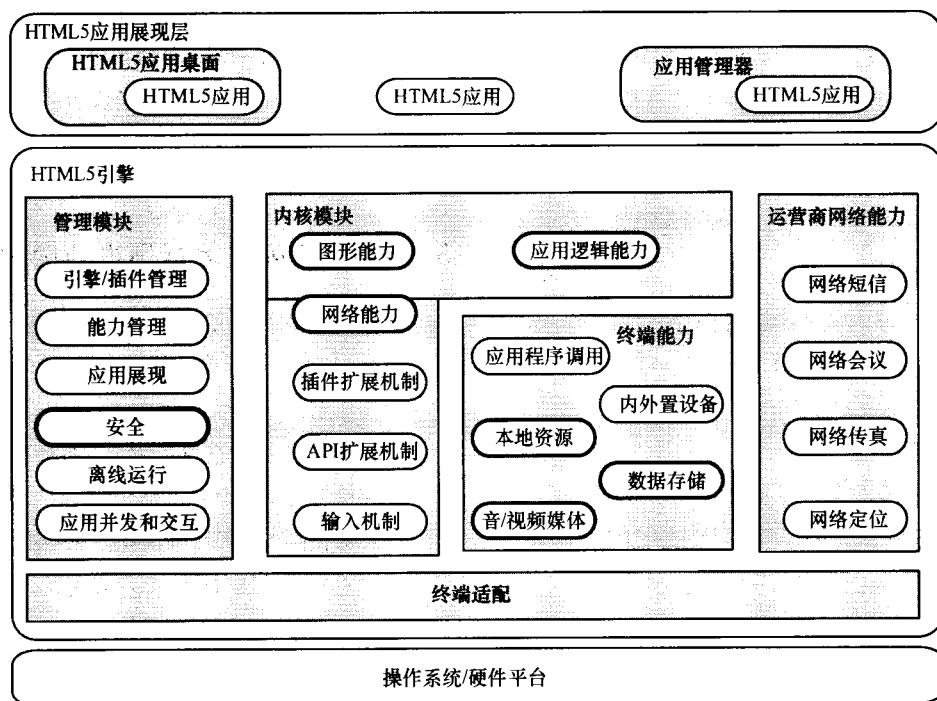 HTML5应用展现层
HTML5应用桌面
HTML5应用
HTML5应用
应用管理器
HTML5应用
HTML5引擎
管理模块
引擎/插件管理
能力管理
应用展现
安全
离线运行
应用并发和交互
内核模块
图形能力
应用逻辑能力
网络能力
插件扩展机制
API扩展机制
输入机制
终端能力
应用程序调用
内外置设备
本地资源
数据存储
音/视频媒体
运营商网络能力
网络短信
网络会议
网络传真
网络定位
终端适配
操作系统/硬件平台